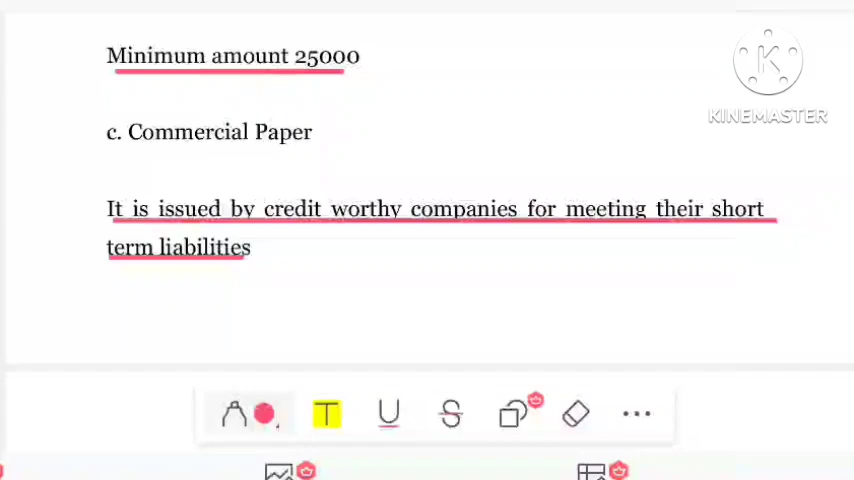 Minimum amount 25000
KINEMASTER
c. Commercial Paper
It is issued by credit worthy companies for meeting their short
term liabilities